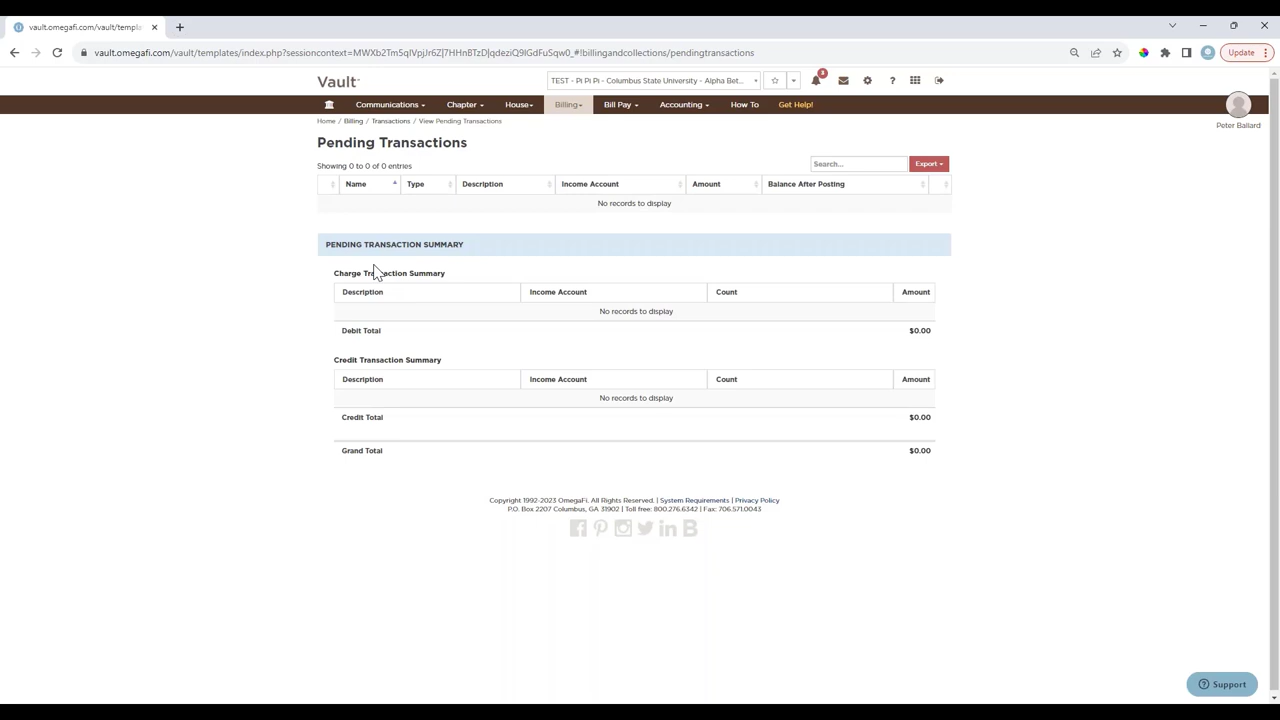 vault.omegafi.com/vault/templa
vault.omegafi.com/vault/templates/index.php?sessioncontext=MWXb2Tm5qIVpjJr6Zj7HHnBTzD|qdeziQ9lGdFuSqw0_#!billingandcollections/pendingtransactions
Update
Vault
TEST - Pi Pi Pi - Columbus State University - Alpha Bet...
3
Communications
Chapter
House
Billing
Bill Pay
Accounting
How To
Get Help!
Peter Ballard
Home / Billing / Transactions / View Pending Transactions
Pending Transactions
Showing 0 to 0 of 0 entries
Search...
Export
Name Type Description Income Account Amount Balance After Posting
No records to display
PENDING TRANSACTION SUMMARY
Charge Transaction Summary
Description Income Account Count Amount
No records to display
Debit Total $0.00
Credit Transaction Summary
Description Income Account Count Amount
No records to display
Credit Total $0.00
Grand Total $0.00
Copyright 1992-2023 OmegaFi. All Rights Reserved. | System Requirements | Privacy Policy
P.O. Box 2207 Columbus, GA 31902 | Toll free: 800.276.6342 | Fax: 706.571.0043
Support